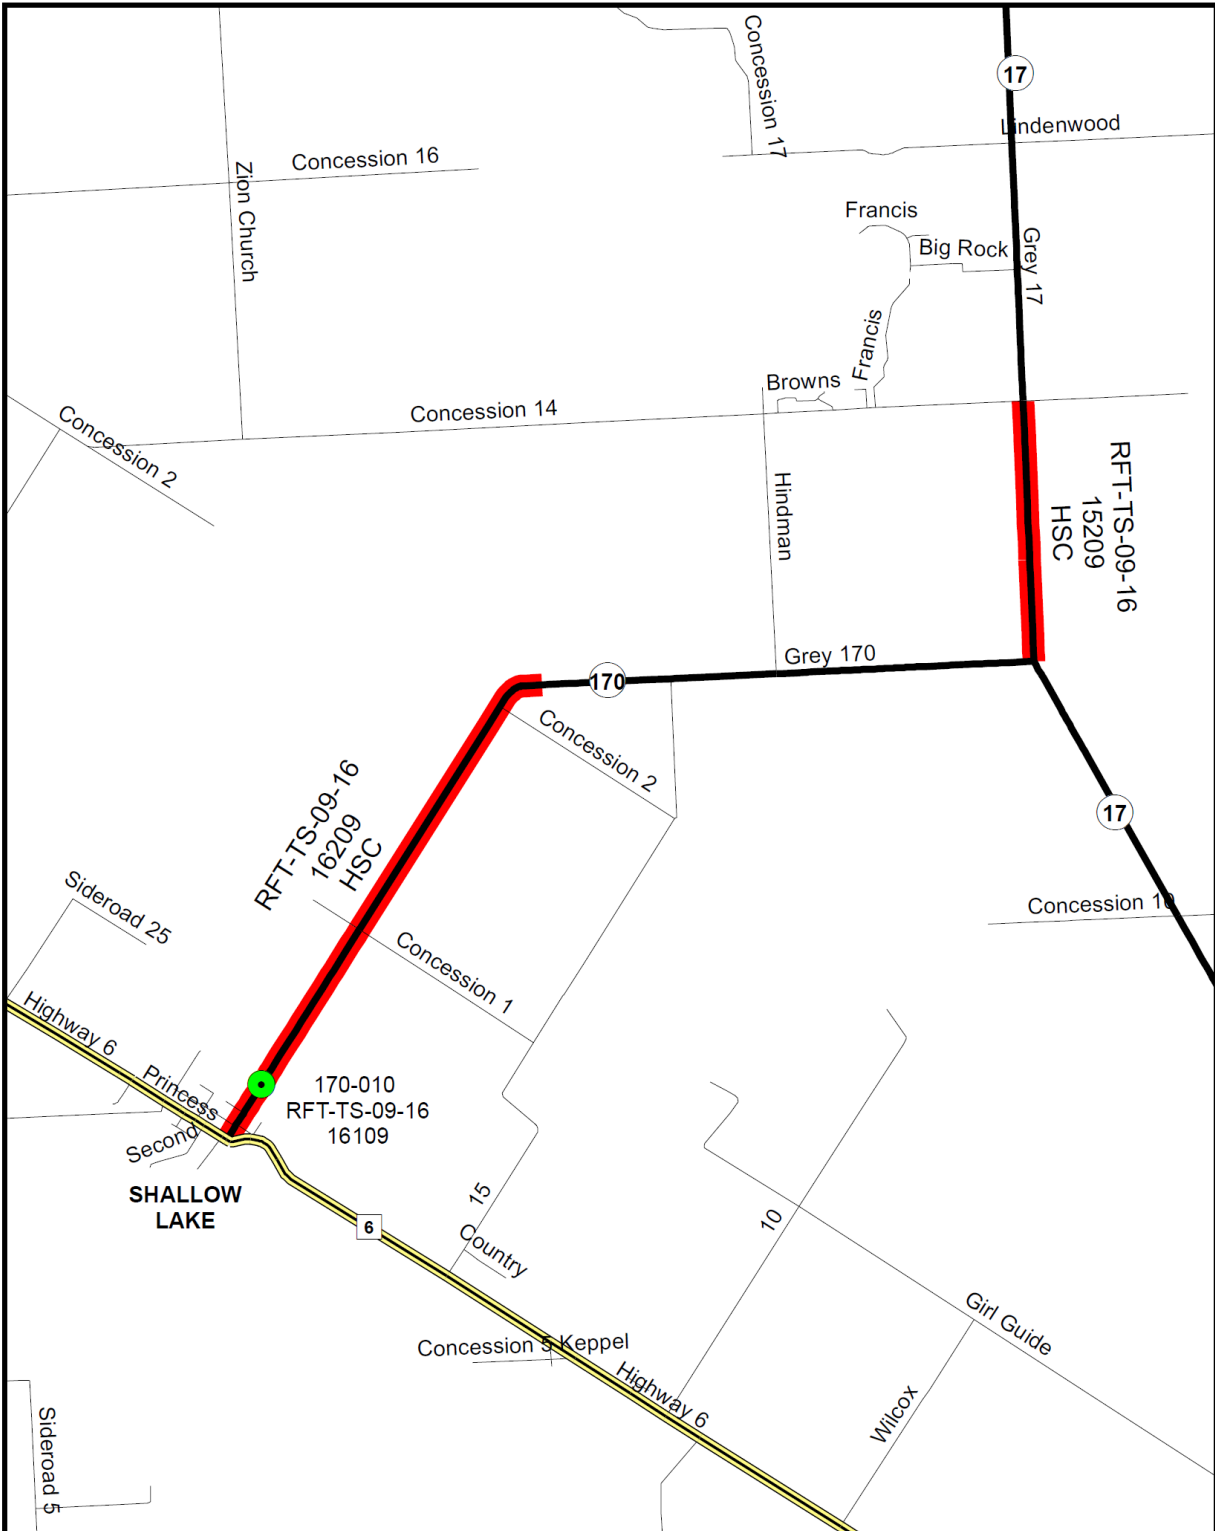 Concession 17
17
Lindenwood
Concession 16
Zion Church
Francis
Big Rock
Grey 17
Francis
Browns
Concession 14
Concession 2
Hindman
RFT-TS-09-16
15209
HSC
Grey 170
170
Concession 2
RFT-TS-09-16
16209
HSC
17
Sideroad 25
Concession 10
Concession 1
Highway 6
Princess
170-010
RFT-TS-09-16
16109
Second
SHALLOW
LAKE
15
6
10
Country
Girl Guide
Concession 5 Keppel
Highway 6
Wilcox
Sideroad 5